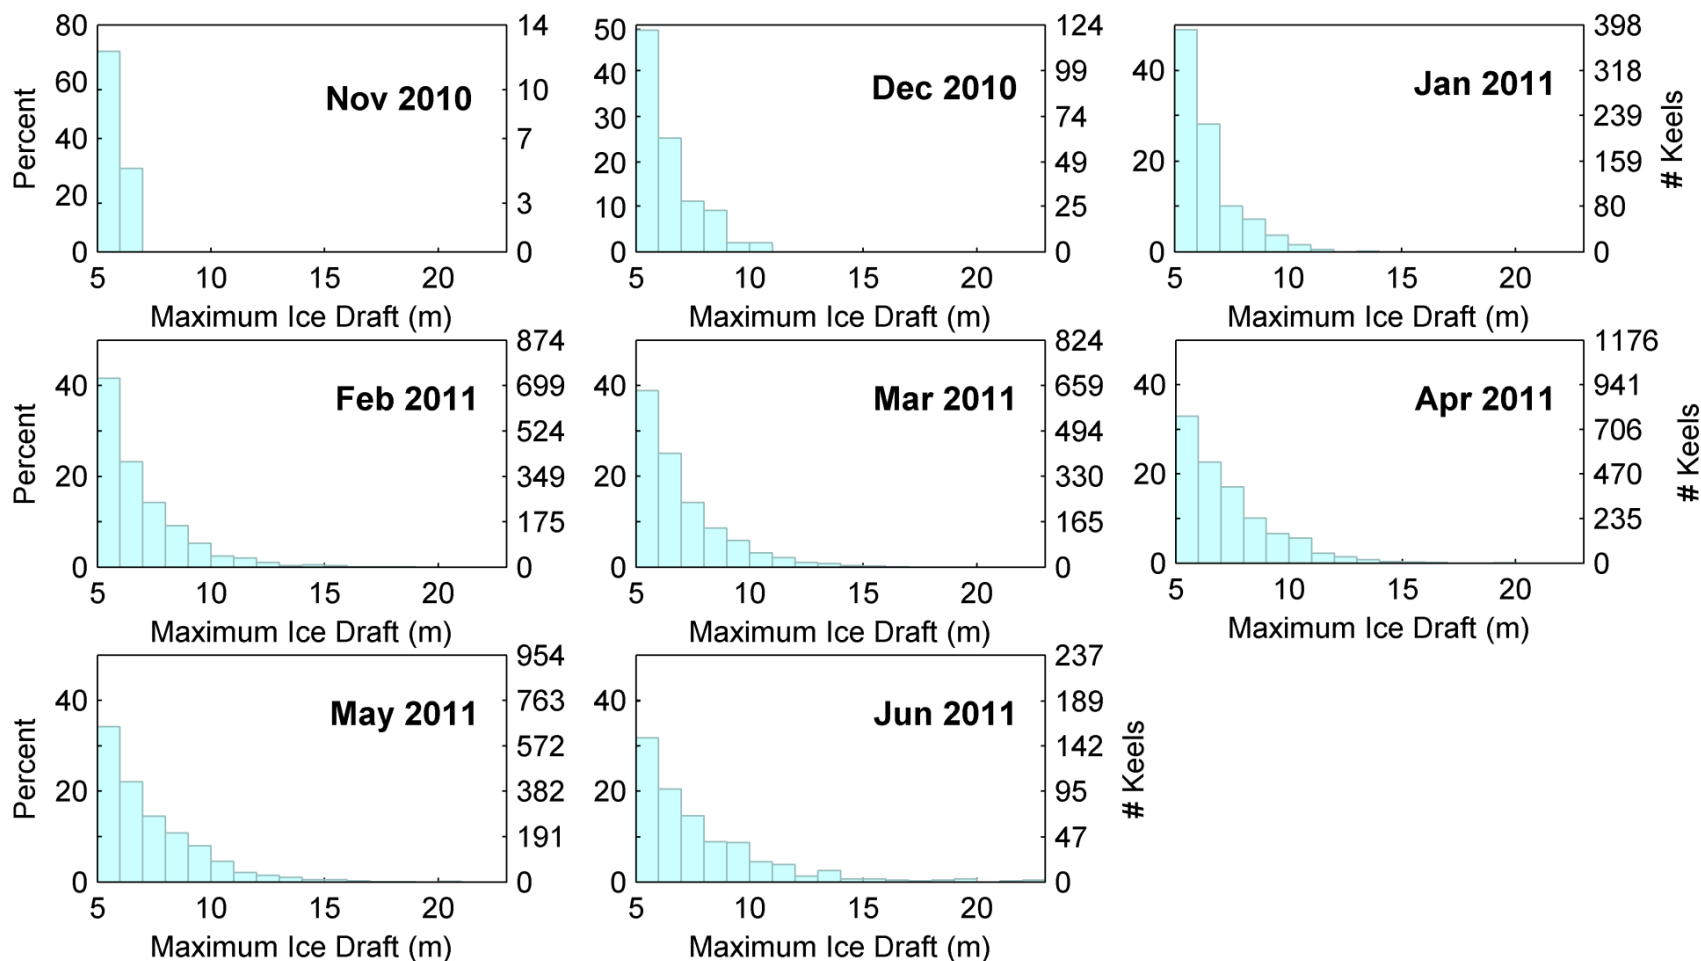 80
60
40
20
0
Percent
14
10
7
3
0
Nov 2010
5 10 15 20
Maximum Ice Draft (m)
50
40
30
20
10
0
124
99
74
49
25
0
Dec 2010
5 10 15 20
Maximum Ice Draft (m)
40
20
0
398
318
239
159
80
0
# Keels
Jan 2011
5 10 15 20
Maximum Ice Draft (m)
40
20
0
Percent
874
699
524
349
175
0
Feb 2011
5 10 15 20
Maximum Ice Draft (m)
40
20
0
824
659
494
330
165
0
Mar 2011
5 10 15 20
Maximum Ice Draft (m)
40
20
0
1176
941
706
470
235
0
# Keels
Apr 2011
5 10 15 20
Maximum Ice Draft (m)
40
20
0
Percent
954
763
572
382
191
0
May 2011
5 10 15 20
Maximum Ice Draft (m)
40
20
0
237
189
142
95
47
0
# Keels
Jun 2011
5 10 15 20
Maximum Ice Draft (m)